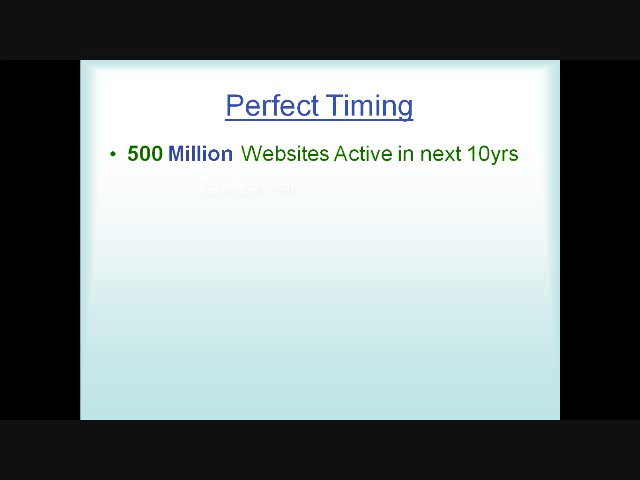 Perfect Timing
• 500 Million Websites Active in next 10yrs